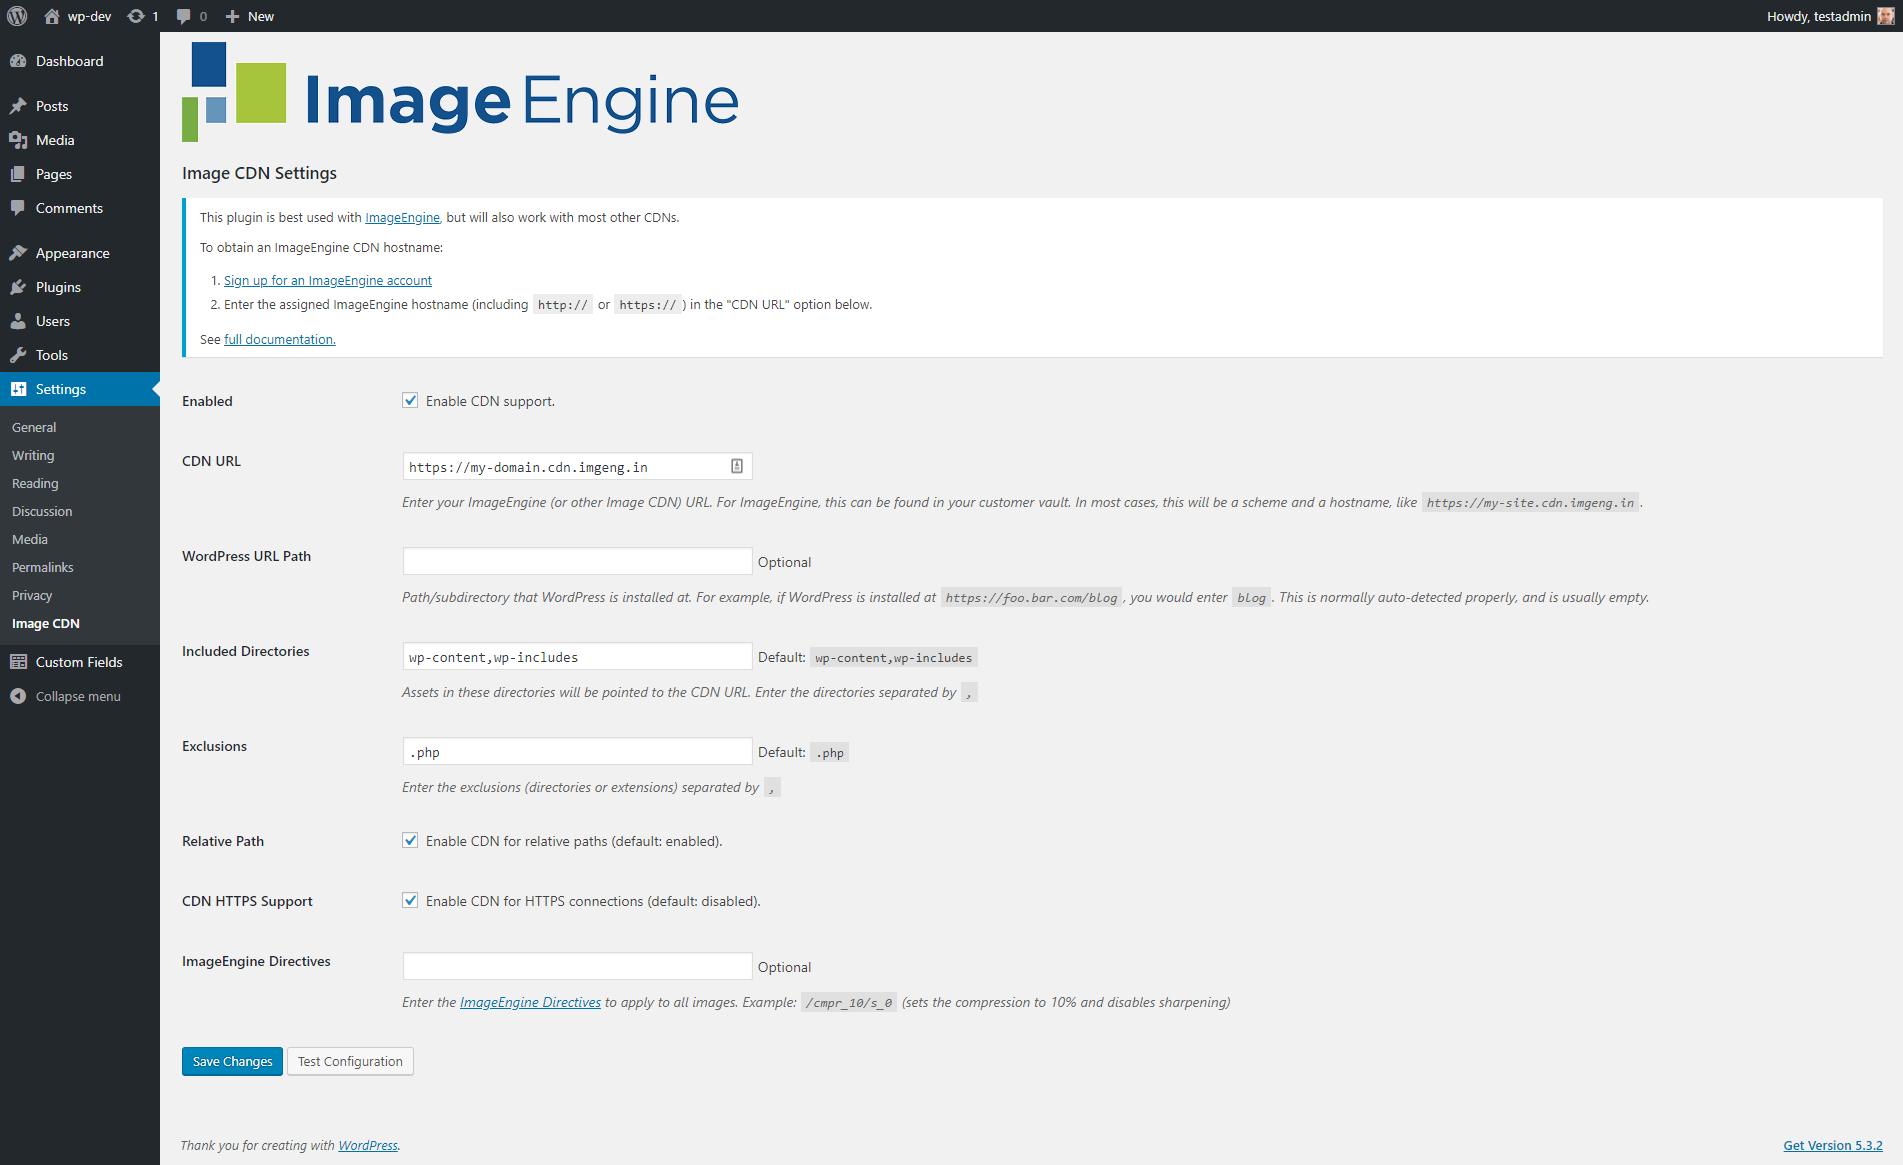 wp-dev 1 0 New Howdy, testadmin
Dashboard
Posts
Media
Pages
Comments
Appearance
Plugins
Users
Tools
Settings
General
Writing
Reading
Discussion
Media
Permalinks
Privacy
Image CDN
Custom Fields
Collapse menu
ImageEngine
Image CDN Settings
This plugin is best used with ImageEngine, but will also work with most other CDNs.
To obtain an ImageEngine CDN hostname:
1. Sign up for an ImageEngine account
2. Enter the assigned ImageEngine hostname (including http:// or https:// ) in the "CDN URL" option below.
See full documentation.
Enabled Enable CDN support.
CDN URL https://my-domain.cdn.imgeng.in
Enter your ImageEngine (or other Image CDN) URL. For ImageEngine, this can be found in your customer vault. In most cases, this will be a scheme and a hostname, like https://my-site.cdn.imgeng.in .
WordPress URL Path Optional
Path/subdirectory that WordPress is installed at. For example, if WordPress is installed at https://foo.bar.com/blog , you would enter blog . This is normally auto-detected properly, and is usually empty.
Included Directories wp-content,wp-includes Default: wp-content,wp-includes
Assets in these directories will be pointed to the CDN URL. Enter the directories separated by ,
Exclusions .php Default: .php
Enter the exclusions (directories or extensions) separated by ,
Relative Path Enable CDN for relative paths (default: enabled).
CDN HTTPS Support Enable CDN for HTTPS connections (default: disabled).
ImageEngine Directives Optional
Enter the ImageEngine Directives to apply to all images. Example: /cmpr_10/s_0 (sets the compression to 10% and disables sharpening)
Save Changes Test Configuration
Thank you for creating with WordPress. Get Version 5.3.2